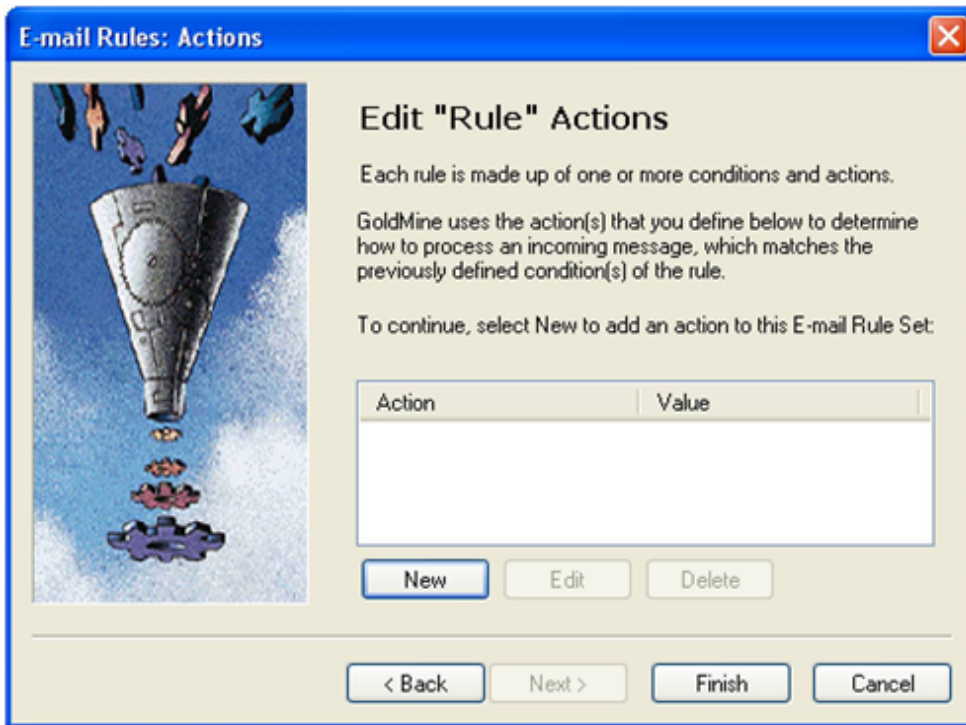 E-mail Rules: Actions
Edit "Rule" Actions
Each rule is made up of one or more conditions and actions.
GoldMine uses the action(s) that you define below to determine
how to process an incoming message, which matches the
previously defined condition(s) of the rule.
To continue, select New to add an action to this E-mail Rule Set:
Action Value
New Edit Delete
< Back Next > Finish Cancel